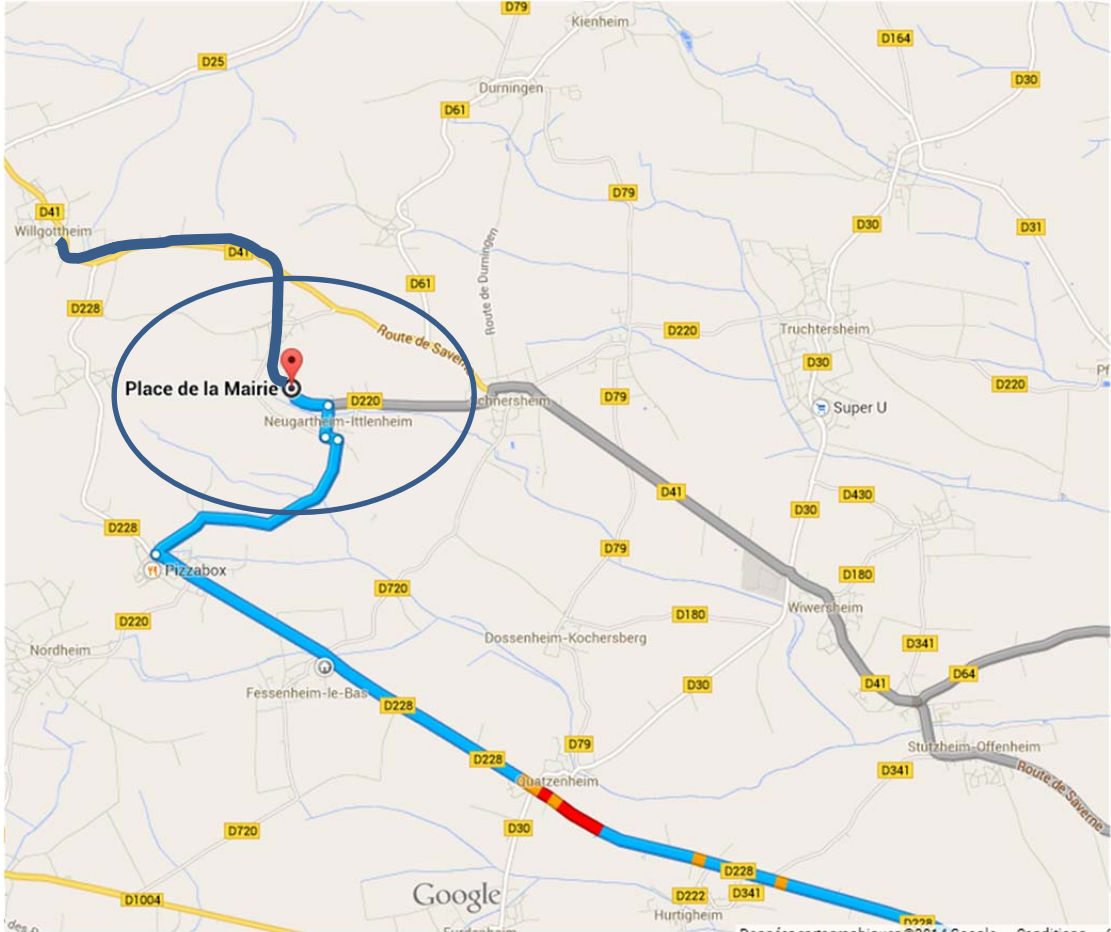 D79
Kienheim
D164
D25
D30
Durningen
D61
D79
D41
Willgottheim
D30
D31
D41
Route de Durningen
D61
D228
D220
Truchtersheim
Route de Saverne
D30
Place de la Mairie
D220
D220
D79
Super U
Neugartheim-Ittlenheim
D41
D430
D30
D228
D79
Pizzabox
D180
D720
Wiwersheim
D220
D180
Dossenheim-Kochersberg
D341
Nordheim
D64
D30
D41
Fessenheim-le-Bas
D228
D79
Stutzheim-Offenheim
D228
D341
Route de Saverne
Quatzenheim
D720
D30
D228
D1004
Google
D222
D341
Hurtigheim
D228